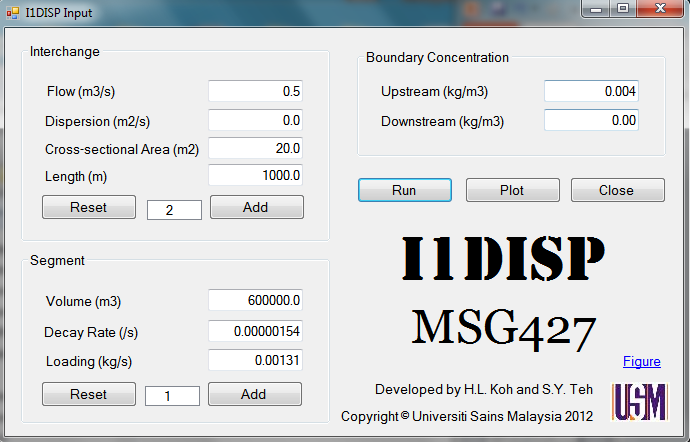 I1DISP Input
Interchange
Flow (m3/s) 0.5
Dispersion (m2/s) 0.0
Cross-sectional Area (m2) 20.0
Length (m) 1000.0
Reset 2 Add
Segment
Volume (m3) 600000.0
Decay Rate (/s) 0.00000154
Loading (kg/s) 0.00131
Reset 1 Add
Boundary Concentration
Upstream (kg/m3) 0.004
Downstream (kg/m3) 0.00
Run Plot Close
I1DISP
MSG427
Figure
Developed by H.L. Koh and S.Y. Teh
Copyright © Universiti Sains Malaysia 2012
USM